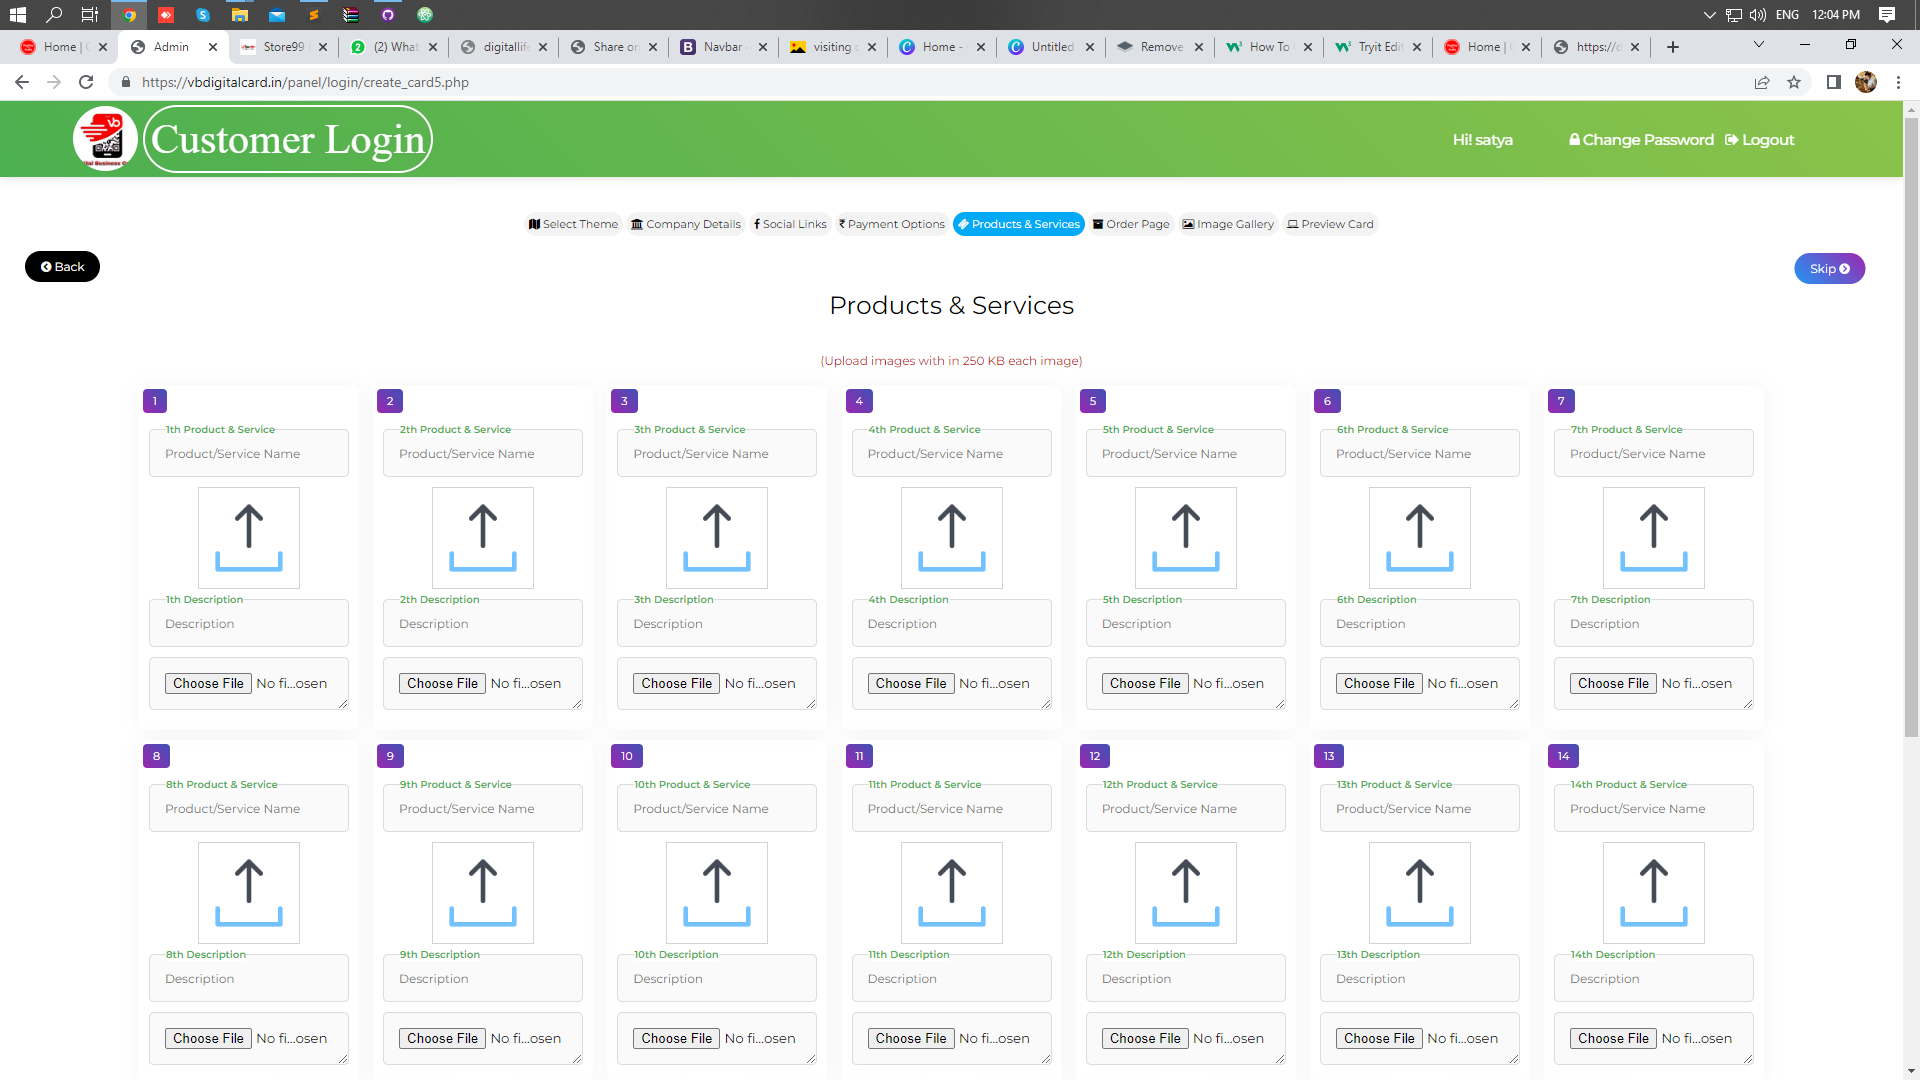 ENG 12:04 PM
Home | C
Admin
Store99
(2) What
digitallif
Share on
Navbar
visiting c
Home -
Untitled
Remove
How To
Tryit Edit
Home | C
https://d
https://vbdigitalcard.in/panel/login/create_card5.php
vb
Customer Login
Hi! satya
Change Password
Logout
Select Theme
Company Details
Social Links
Payment Options
Products & Services
Order Page
Image Gallery
Preview Card
Back
Skip
Products & Services
(Upload images with in 250 KB each image)
1 2 3 4 5 6 7
1th Product & Service 2th Product & Service 3th Product & Service 4th Product & Service 5th Product & Service 6th Product & Service 7th Product & Service
Product/Service Name Product/Service Name Product/Service Name Product/Service Name Product/Service Name Product/Service Name Product/Service Name
1th Description 2th Description 3th Description 4th Description 5th Description 6th Description 7th Description
Description Description Description Description Description Description Description
Choose File No fi...osen Choose File No fi...osen Choose File No fi...osen Choose File No fi...osen Choose File No fi...osen Choose File No fi...osen Choose File No fi...osen
8 9 10 11 12 13 14
8th Product & Service 9th Product & Service 10th Product & Service 11th Product & Service 12th Product & Service 13th Product & Service 14th Product & Service
Product/Service Name Product/Service Name Product/Service Name Product/Service Name Product/Service Name Product/Service Name Product/Service Name
8th Description 9th Description 10th Description 11th Description 12th Description 13th Description 14th Description
Description Description Description Description Description Description Description
Choose File No fi...osen Choose File No fi...osen Choose File No fi...osen Choose File No fi...osen Choose File No fi...osen Choose File No fi...osen Choose File No fi...osen